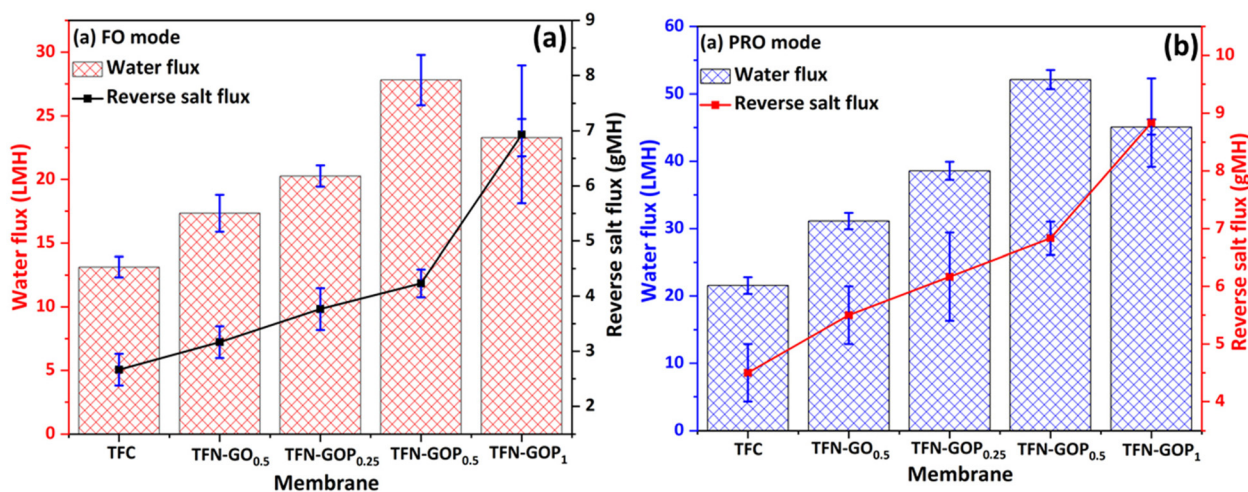 (a) FO mode
(a)
Water flux
Reverse salt flux
Water flux (LMH)
30
25
20
15
10
5
0
Reverse salt flux (gMH)
9
8
7
6
5
4
3
2
TFC
TFN-GO0.5
TFN-GOP0.25
TFN-GOP0.5
TFN-GOP1
Membrane
(a) PRO mode
(b)
Water flux
Reverse salt flux
Water flux (LMH)
60
50
40
30
20
10
0
Reverse salt flux (gMH)
10
9
8
7
6
5
4
TFC
TFN-GO0.5
TFN-GOP0.25
TFN-GOP0.5
TFN-GOP1
Membrane